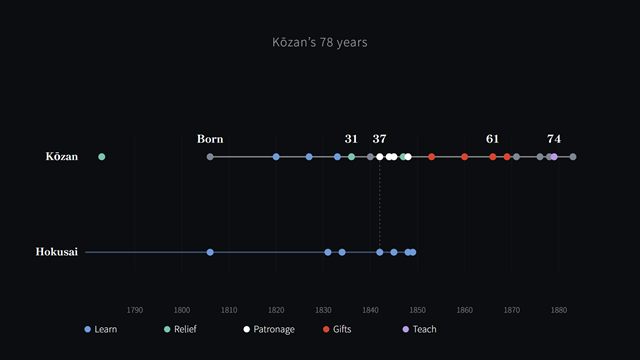 Kōzan’s 78 years
Born 31 37 61 74
Kōzan
Hokusai
1790 1800 1810 1820 1830 1840 1850 1860 1870 1880
Learn Relief Patronage Gifts Teach